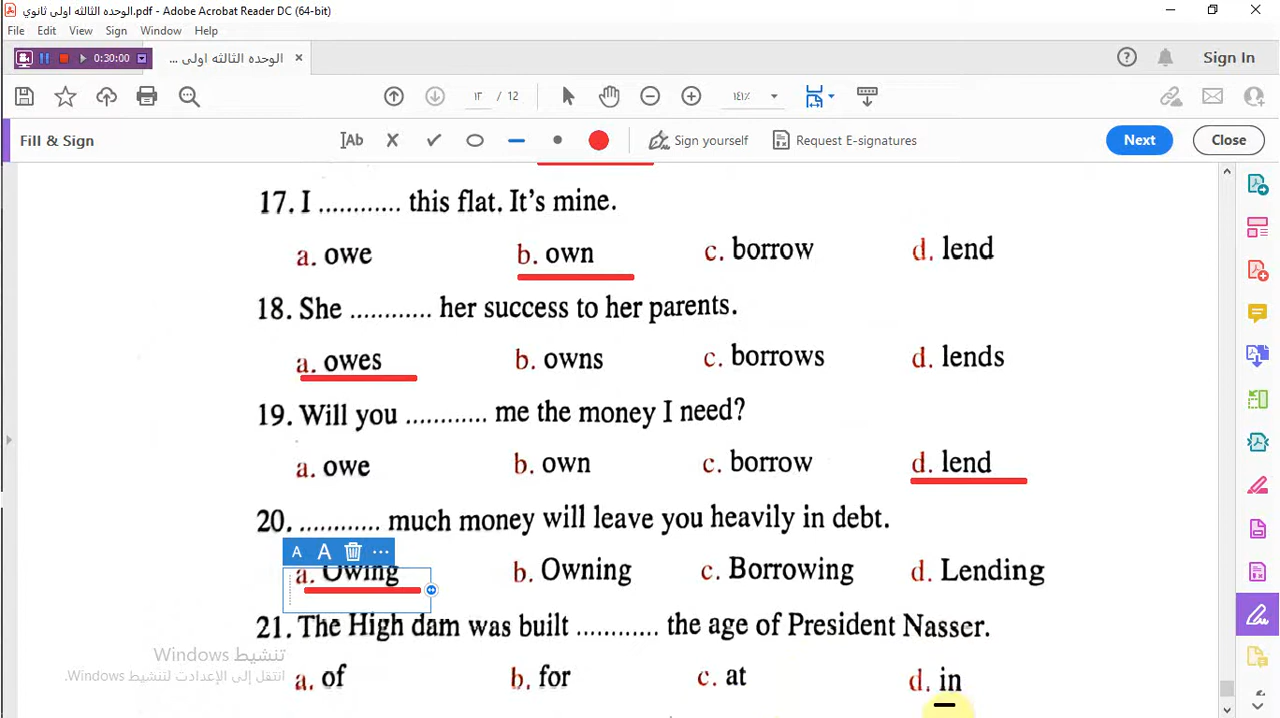 الوحده الثالثه اولى ثانوي.pdf - Adobe Acrobat Reader DC (64-bit)
File Edit View Sign Window Help
0:30:00 الوحده الثالثه اولى ... × Sign In
١٣ / 12 ١٤١٪
Fill & Sign Ab Sign yourself Request E-signatures Next Close
17. I ............ this flat. It's mine.
a. owe b. own c. borrow d. lend
18. She ............ her success to her parents.
a. owes b. owns c. borrows d. lends
19. Will you ............ me the money I need?
a. owe b. own c. borrow d. lend
20. ............ much money will leave you heavily in debt.
A A ...
a. Owing b. Owning c. Borrowing d. Lending
21. The High dam was built ............ the age of President Nasser.
a. of b. for c. at d. in
تنشيط Windows
انتقل إلى الإعدادت لتنشيط Windows.